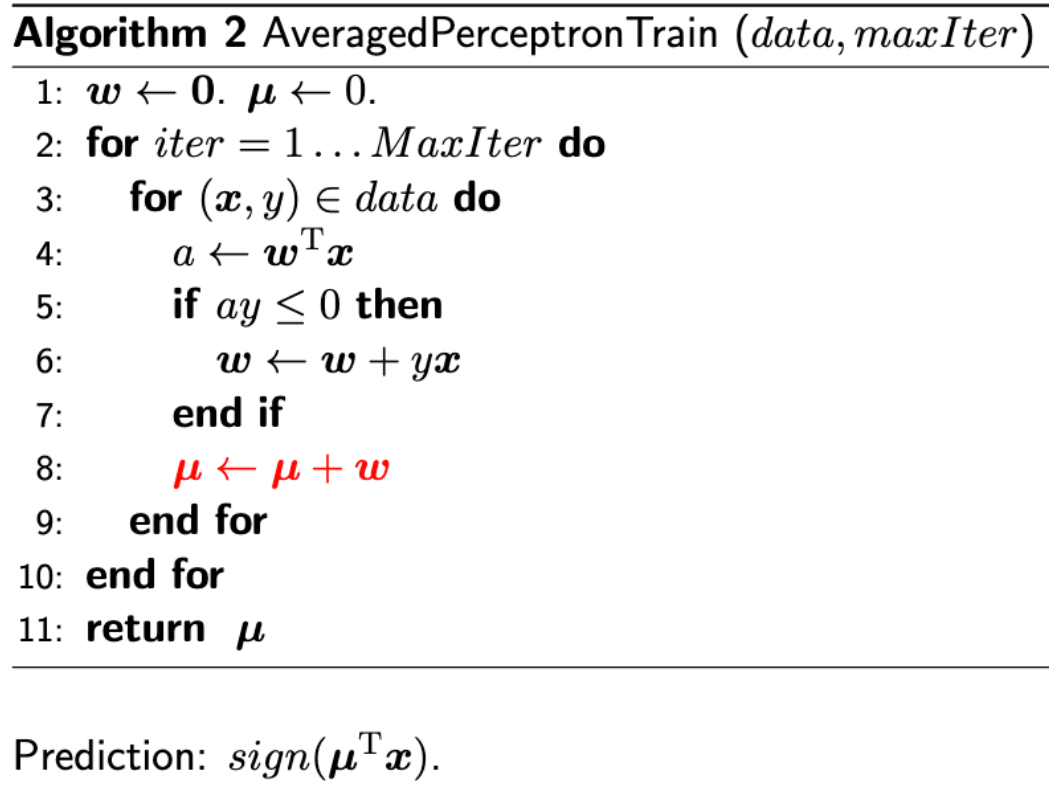 Algorithm 2 AveragedPerceptronTrain (data, maxIter)
1: w ← 0. μ ← 0.
2: for iter = 1 … MaxIter do
3: for (x, y) ∈ data do
4: a ← wᵀx
5: if ay ≤ 0 then
6: w ← w + yx
7: end if
8: μ ← μ + w
9: end for
10: end for
11: return μ
Prediction: sign(μᵀx).